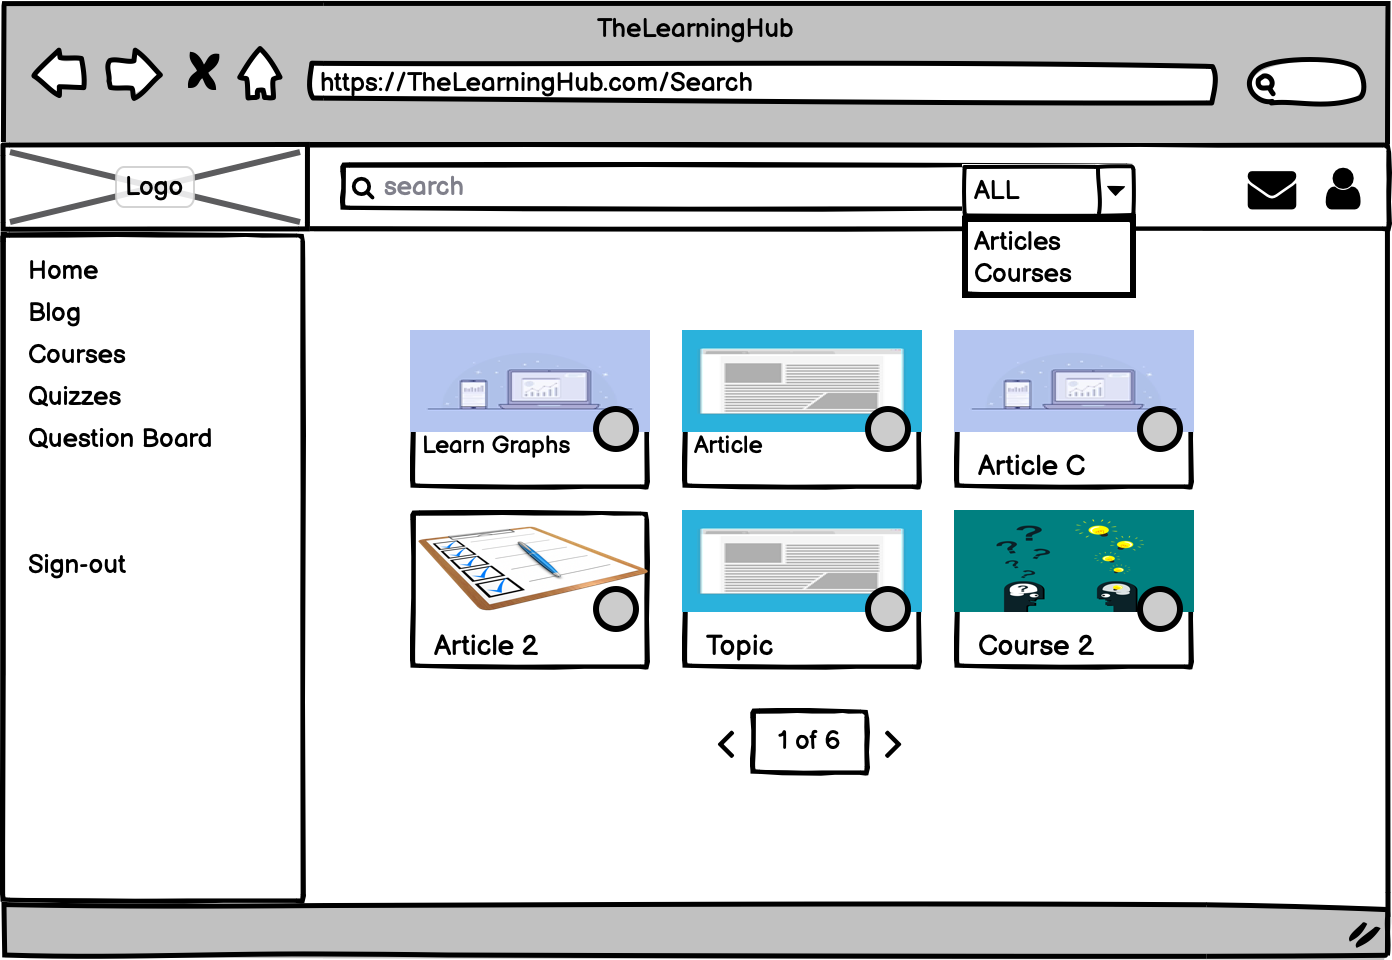 TheLearningHub
https://TheLearningHub.com/Search
Logo
search
ALL
Articles
Courses
Home
Blog
Courses
Quizzes
Question Board
Sign-out
Learn Graphs
Article
Article C
Article 2
Topic
Course 2
1 of 6